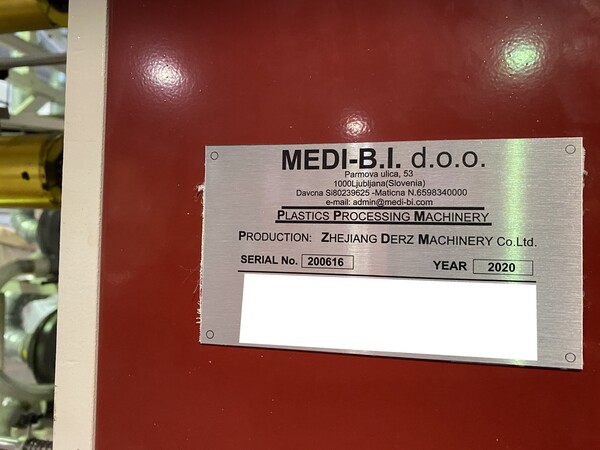 MEDI-B.I. d.o.o.
Parmova ulica, 53
1000Ljubljana(Slovenia)
Davcna Si80239625 -Maticna N.6598340000
e-mail: admin@medi-bi.com
PLASTICS PROCESSING MACHINERY
PRODUCTION: ZHEJIANG DERZ MACHINERY Co.Ltd.
SERIAL No. 200616 YEAR 2020